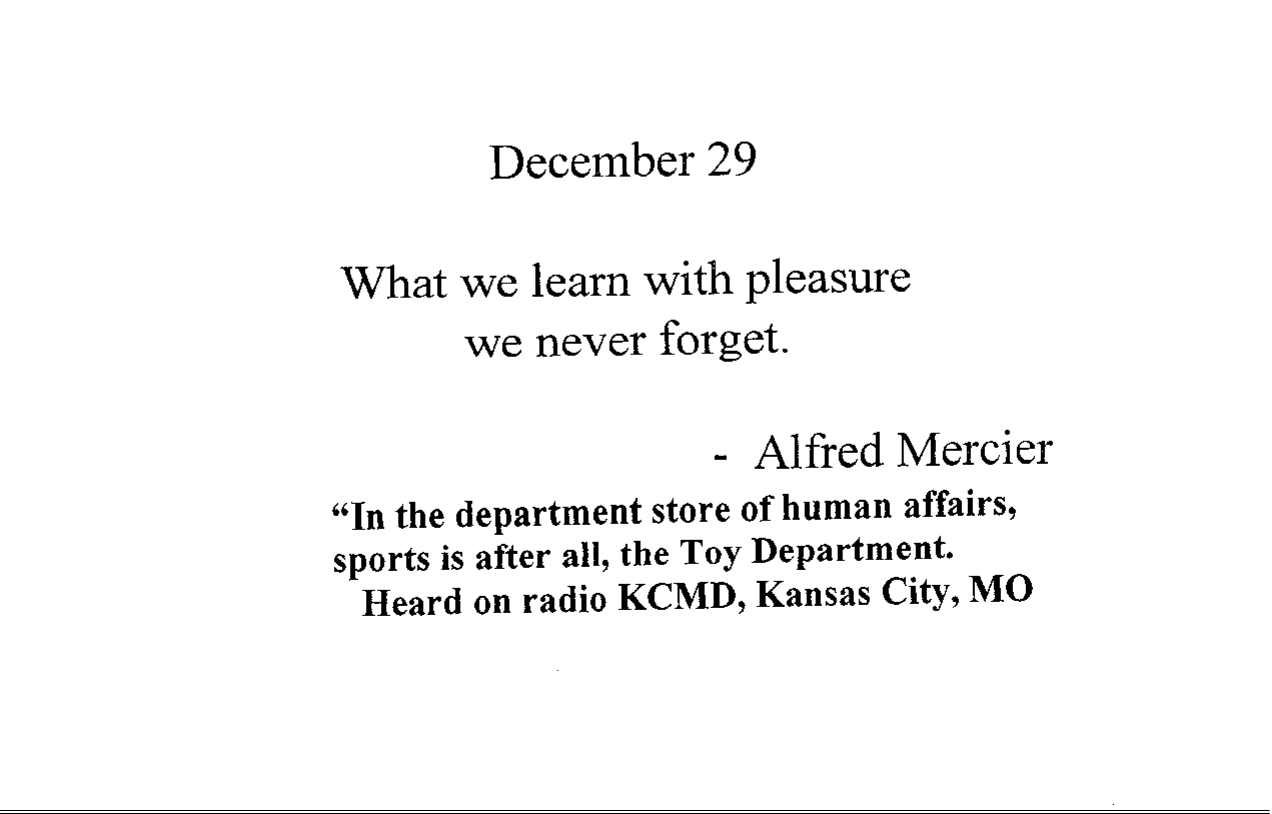 December 29
What we learn with pleasure
we never forget.
- Alfred Mercier
“In the department store of human affairs,
sports is after all, the Toy Department.
Heard on radio KCMD, Kansas City, MO